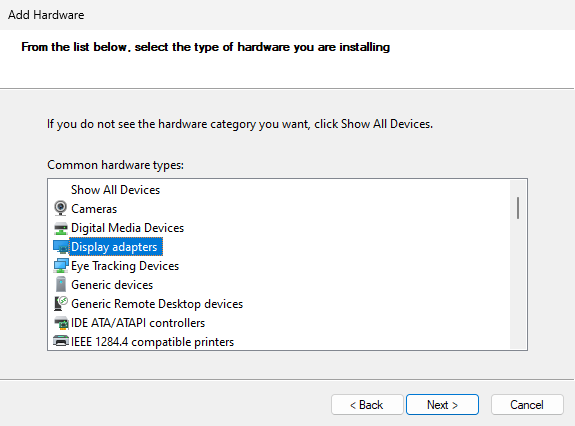 Add Hardware
From the list below, select the type of hardware you are installing
If you do not see the hardware category you want, click Show All Devices.
Common hardware types:
Show All Devices
Cameras
Digital Media Devices
Display adapters
Eye Tracking Devices
Generic devices
Generic Remote Desktop devices
IDE ATA/ATAPI controllers
IEEE 1284.4 compatible printers
< Back
Next >
Cancel